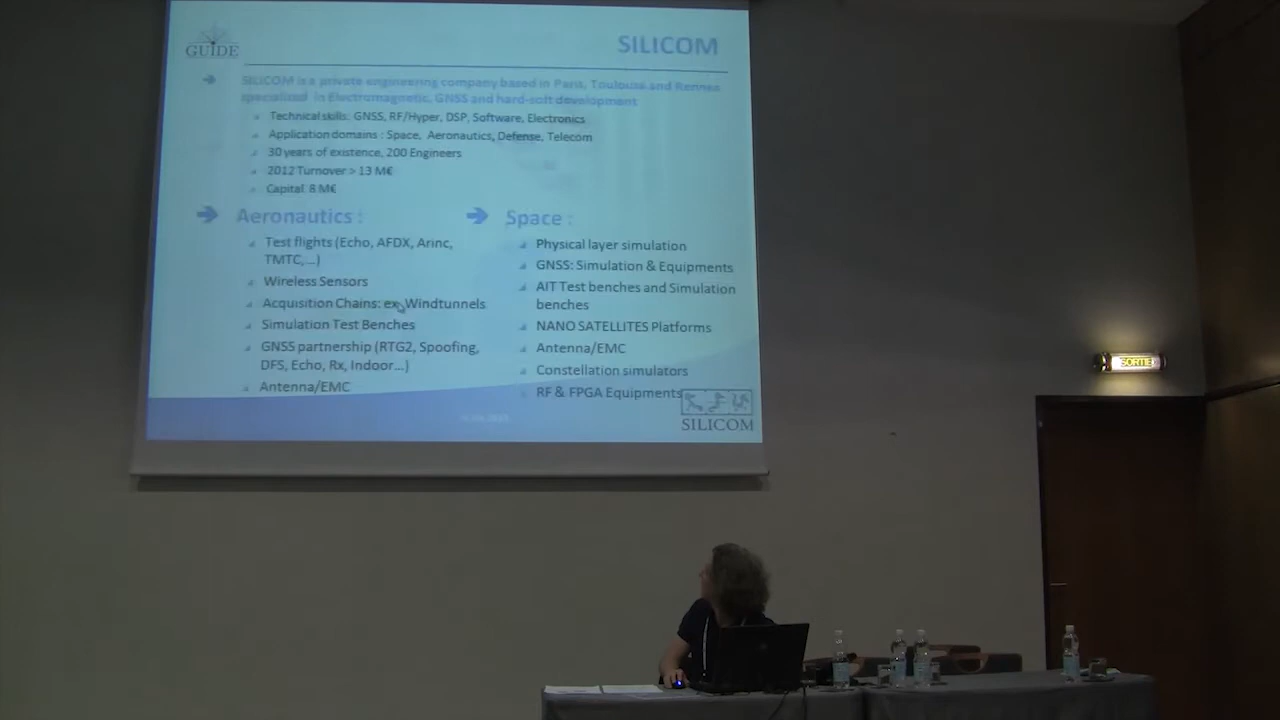 GUIDE
SILICOM
SILICOM is a private engineering company based in Paris, Toulouse and Rennes
specialized in Electromagnetic, GNSS and hard-soft development
Technical skills: GNSS, RF/Hyper, DSP, Software, Electronics
Application domains : Space, Aeronautics, Defense, Telecom
30 years of existence, 200 Engineers
2012 Turnover > 13 M€
Capital 8 M€
Aeronautics :
Test flights (Echo, AFDX, Arinc,
TMTC,...)
Wireless Sensors
Acquisition Chains: ex Windtunnels
Simulation Test Benches
GNSS partnership (RTG2, Spoofing,
DFS, Echo, Rx, Indoor...)
Antenna/EMC
Space :
Physical layer simulation
GNSS: Simulation & Equipments
AIT Test benches and Simulation
benches
NANO SATELLITES Platforms
Antenna/EMC
Constellation simulators
RF & FPGA Equipments
SILICOM
SORTIE